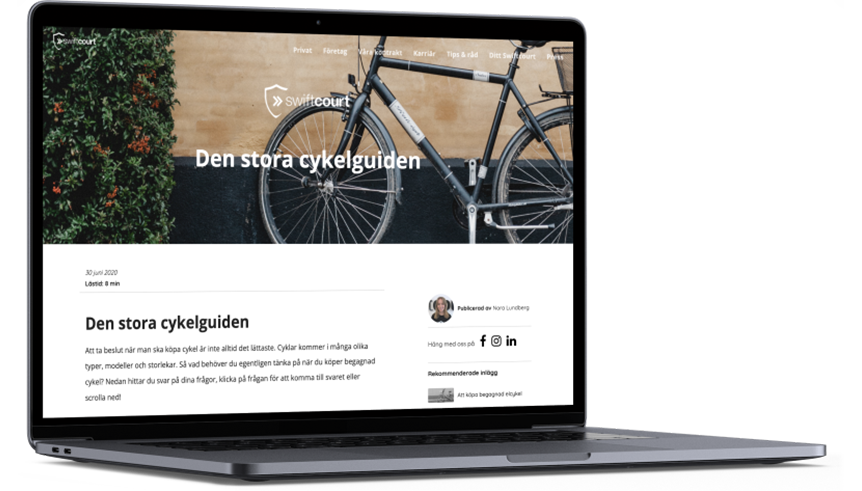 swiftcourt
Privat Företag Våra kontrakt Karriär Tips & råd Ditt Swiftcourt Press
swiftcourt
Den stora cykelguiden
30 juni 2020
Lästid: 8 min
Den stora cykelguiden
Att ta beslut när man ska köpa cykel är inte alltid det lättaste. Cyklar kommer i många olika
typer, modeller och storlekar. Så vad behöver du egentligen tänka på när du köper begagnad
cykel? Nedan hittar du svar på dina frågor, klicka på frågan för att komma till svaret eller
scrolla ned!
Publicerad av Nora Lundberg
Häng med oss på:
Rekommenderade inlägg
Att köpa begagnad elcykel